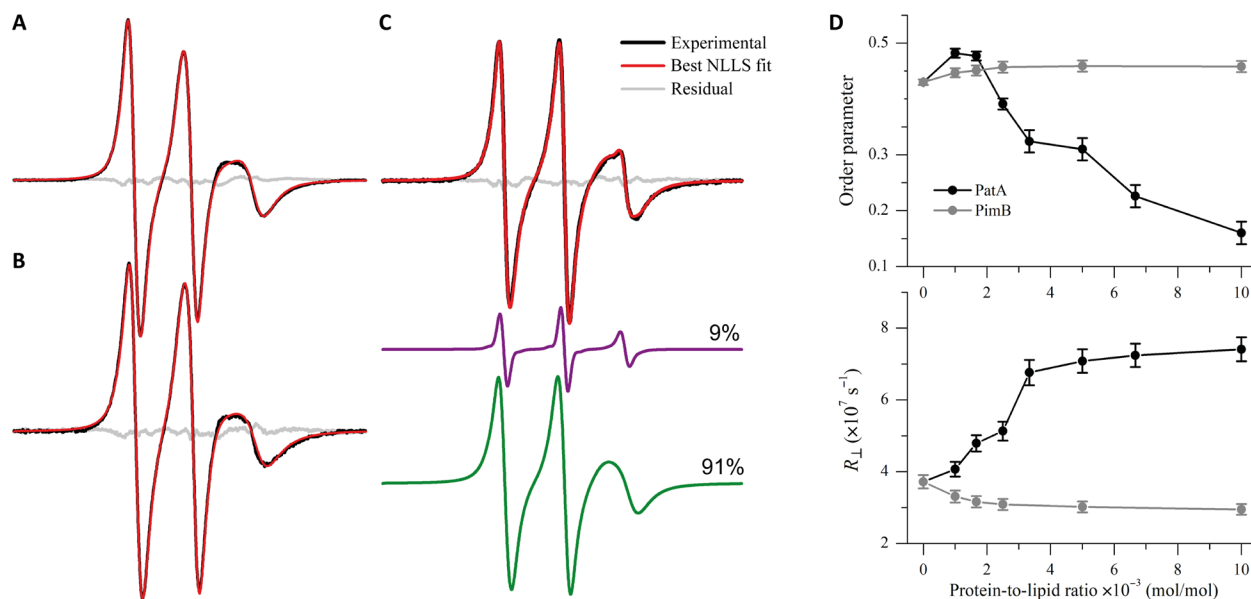 A
C
Experimental
Best NLLS fit
Residual
B
9%
91%
D
0.5
0.3
0.2
0.1
Order parameter
PatA
PimB
0 2 4 6 8 10
8
6
4
2
R⊥ (×10⁷ s⁻¹)
0 2 4 6 8 10
Protein-to-lipid ratio ×10⁻³ (mol/mol)